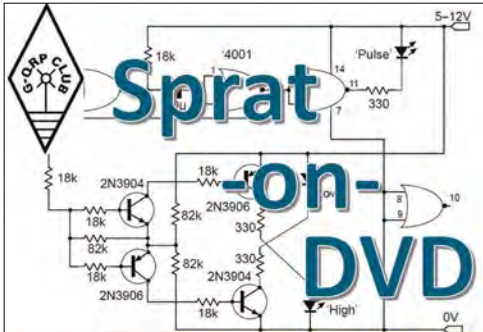 5–12V
18k
'4001
'Pulse'
1
14
11
7
330
G-QRP CLUB
Sprat
-on-
DVD
18k
2N3904
18k
2N3906
8
9
10
18k
82k
82k
330
330
82k
2N3904
18k
2N3906
18k
'High'
0V